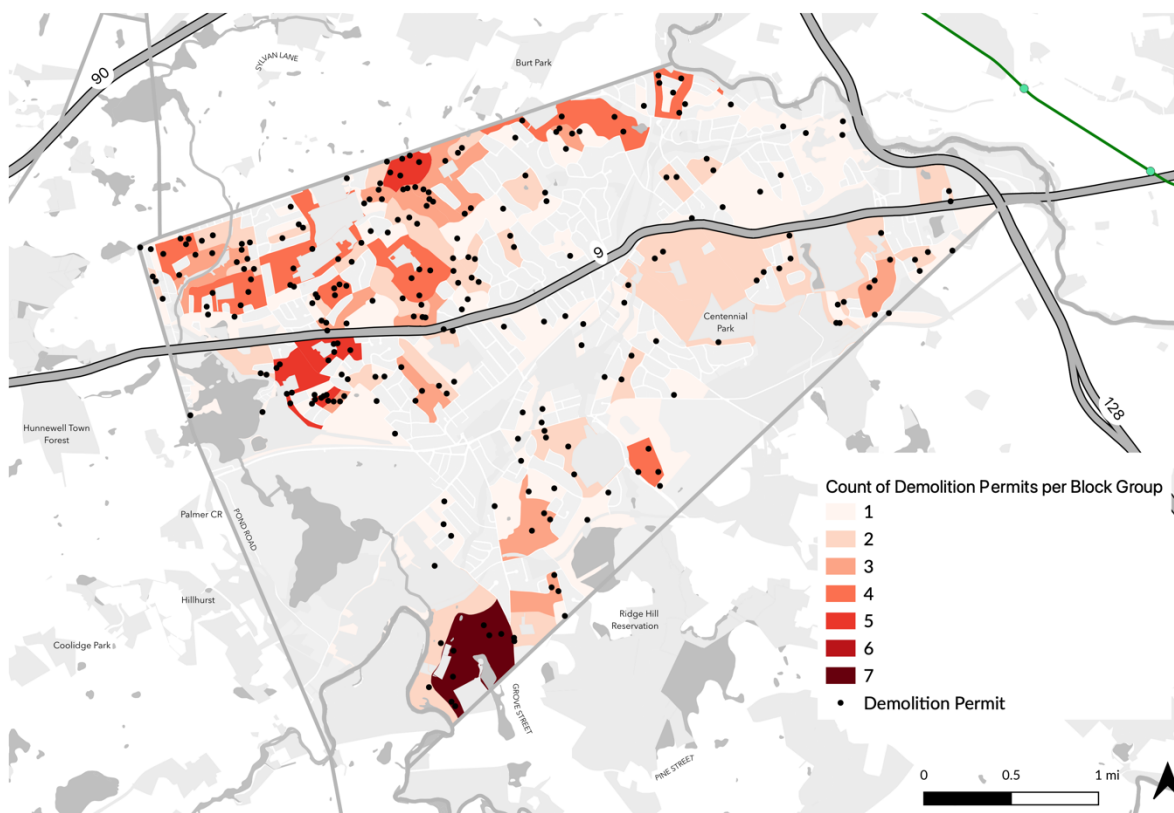 90
SYLVAN LANE
Burt Park
9
Centennial
Park
128
Hunnewell Town
Forest
Palmer CR
POND ROAD
Hillhurst
Coolidge Park
Ridge Hill
Reservation
GROVE STREET
PINE STREET
Count of Demolition Permits per Block Group
1
2
3
4
5
6
7
Demolition Permit
0 0.5 1 mi